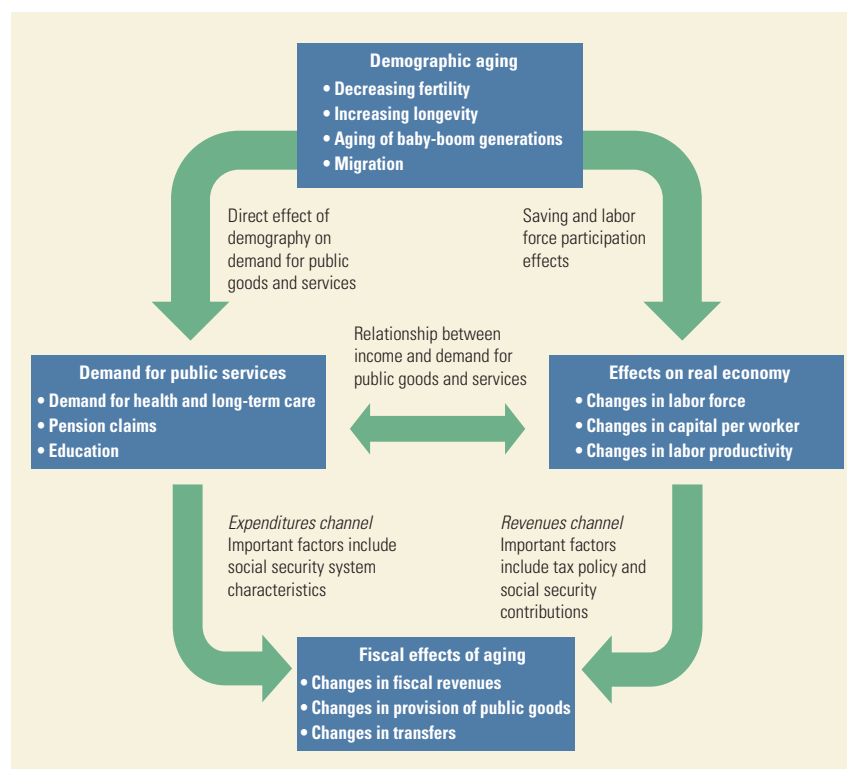 Demographic aging
• Decreasing fertility
• Increasing longevity
• Aging of baby-boom generations
• Migration
Direct effect of
demography on
demand for public
goods and services
Saving and labor
force participation
effects
Relationship between
income and demand for
public goods and services
Demand for public services
• Demand for health and long-term care
• Pension claims
• Education
Effects on real economy
• Changes in labor force
• Changes in capital per worker
• Changes in labor productivity
Expenditures channel
Important factors include
social security system
characteristics
Revenues channel
Important factors
include tax policy and
social security
contributions
Fiscal effects of aging
• Changes in fiscal revenues
• Changes in provision of public goods
• Changes in transfers